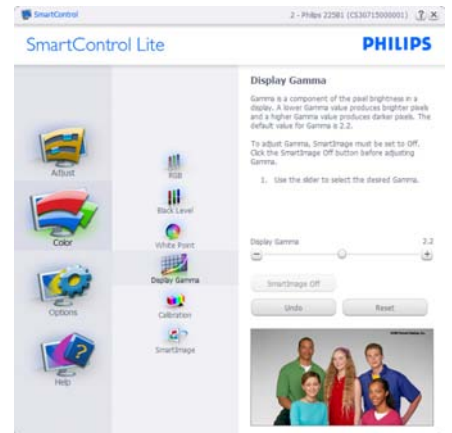 SmartControl
2 - Philips 225B1 (CS30715000001)
SmartControl Lite
PHILIPS
Adjust
Color
Options
Help
RGB
Black Level
White Point
Display Gamma
Calibration
SmartImage
Display Gamma
Gamma is a component of the pixel brightness in a
display. A lower Gamma value produces brighter pixels
and a higher Gamma value produces darker pixels. The
default value for Gamma is 2.2.
To adjust Gamma, SmartImage must be set to Off.
Click the SmartImage Off button before adjusting
Gamma.
1. Use the slider to select the desired Gamma.
Display Gamma 2.2
SmartImage Off
Undo Reset